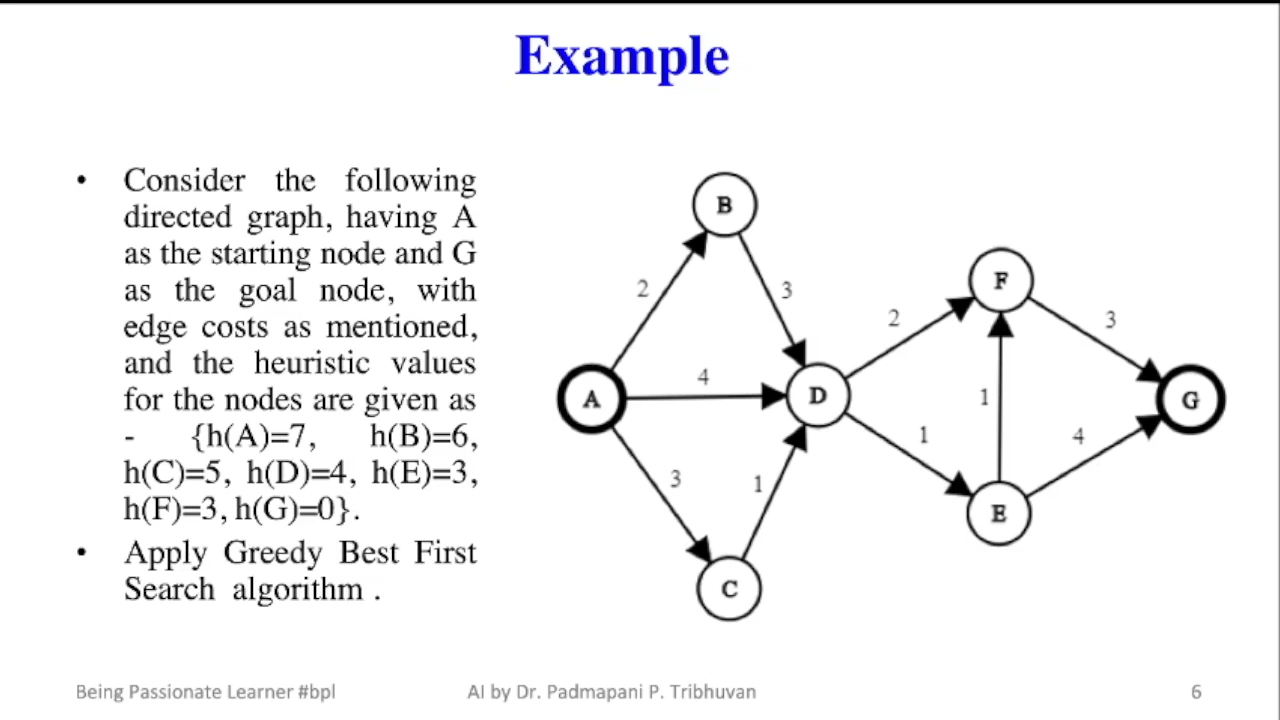 Example
• Consider the following
directed graph, having A
as the starting node and G
as the goal node, with
edge costs as mentioned,
and the heuristic values
for the nodes are given as
- {h(A)=7, h(B)=6,
h(C)=5, h(D)=4, h(E)=3,
h(F)=3, h(G)=0}.
• Apply Greedy Best First
Search algorithm .
B
F
2
3
2
3
4
A
D
G
1
1
4
3
1
E
C
Being Passionate Learner #bpl
AI by Dr. Padmapani P. Tribhuvan
6